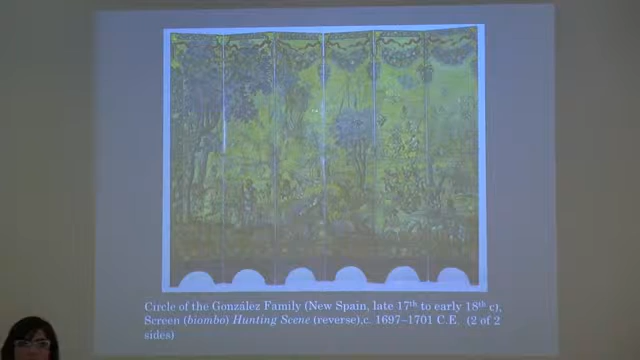 Circle of the González Family (New Spain, late 17th to early 18th c),
Screen (biombo) Hunting Scene (reverse),c. 1697–1701 C.E. (2 of 2
sides)